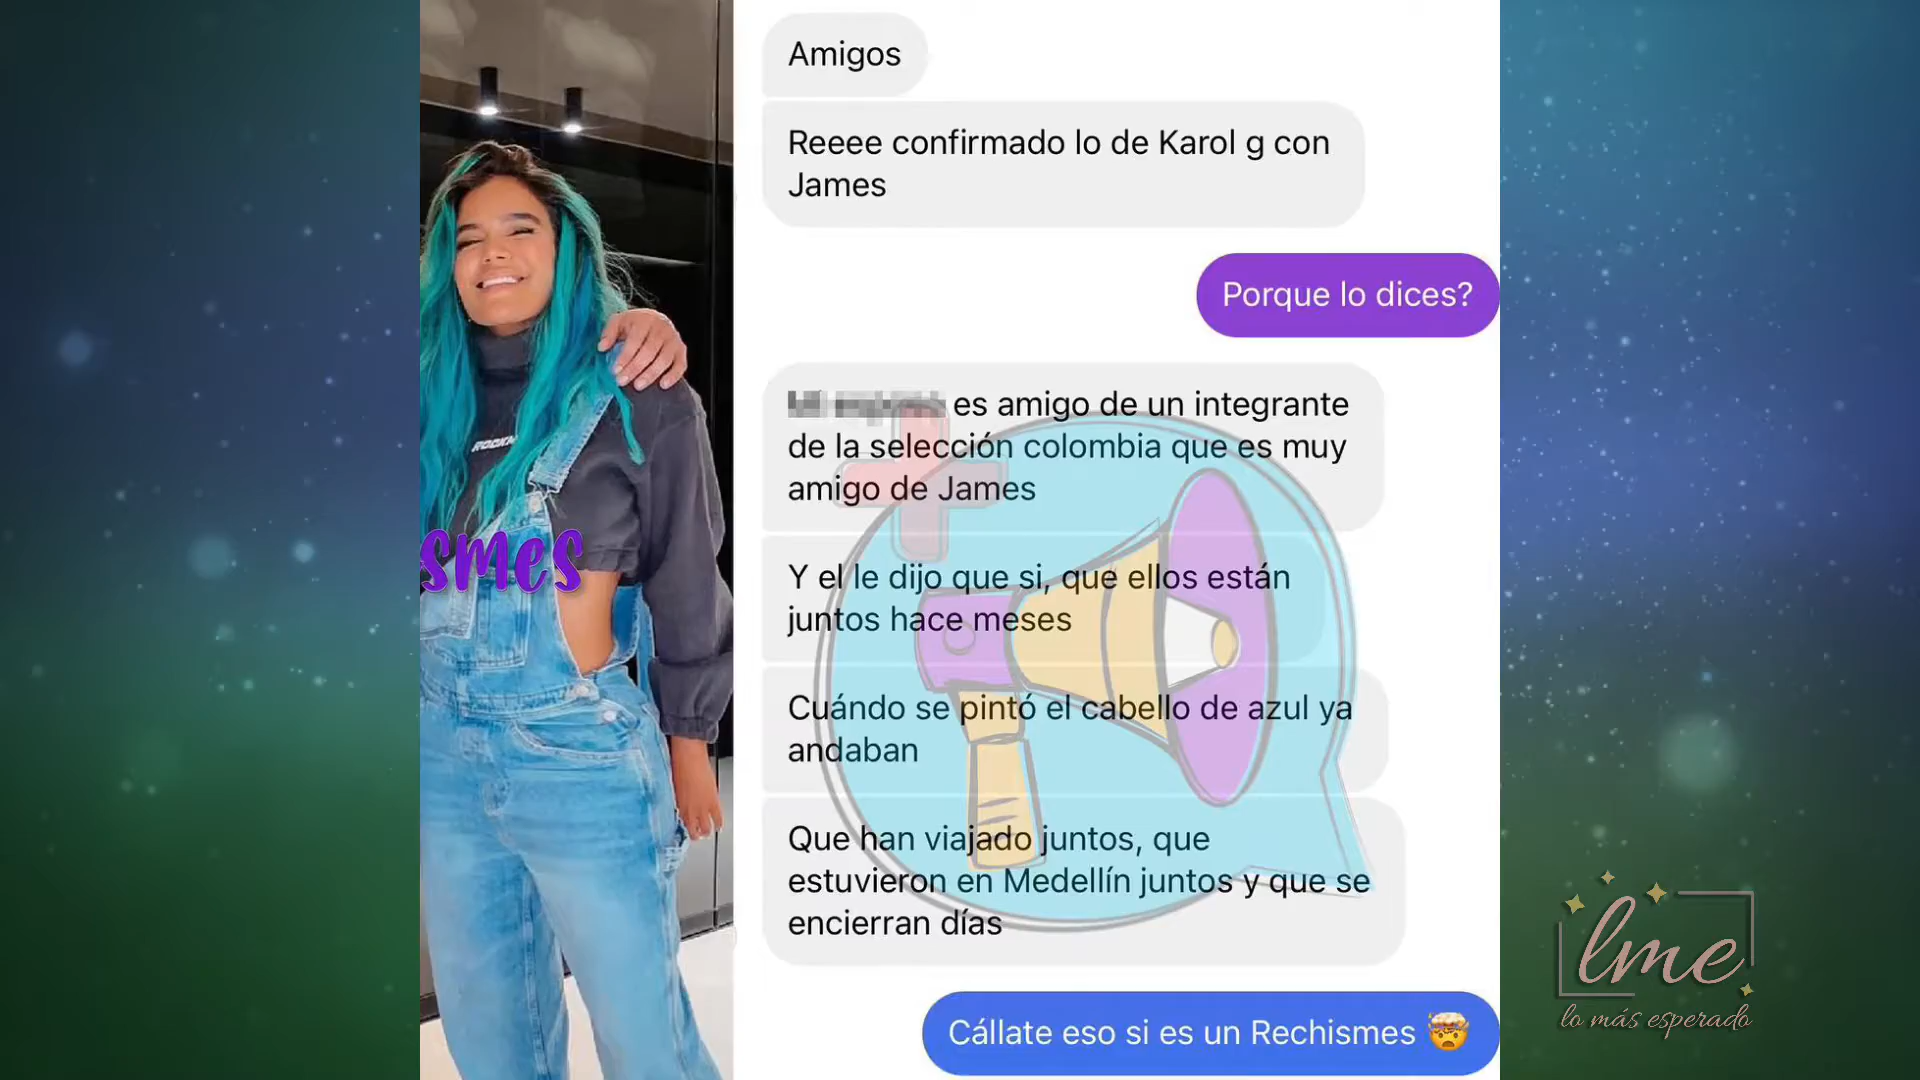 Amigos
Reeee confirmado lo de Karol g con
James
Porque lo dices?
es amigo de un integrante
de la selección colombia que es muy
amigo de James
Y el le dijo que si, que ellos están
juntos hace meses
Cuándo se pintó el cabello de azul ya
andaban
Que han viajado juntos, que
estuvieron en Medellín juntos y que se
encierran días
Cállate eso si es un Rechismes 🤯
smes
lme
lo más esperado